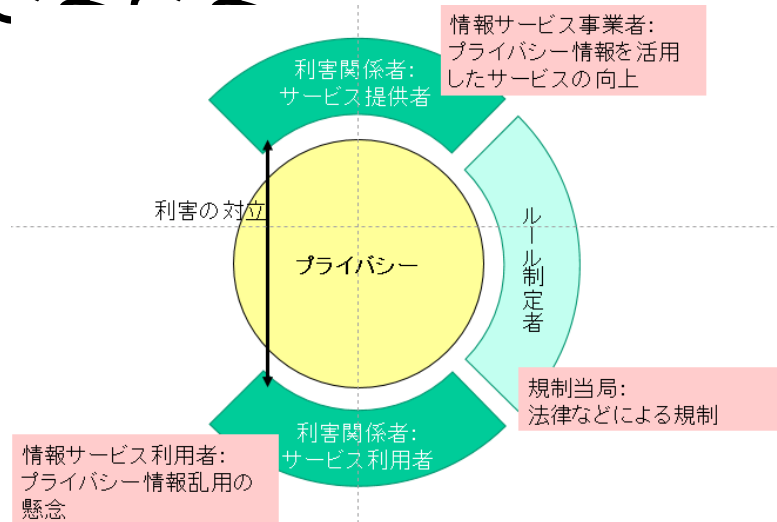 情報サービス事業者:
プライバシー情報を活用
したサービスの向上
利害関係者:
サービス提供者
利害の対立
プライバシー
ルール制定者
規制当局:
法律などによる規制
利害関係者:
サービス利用者
情報サービス利用者:
プライバシー情報乱用の
懸念